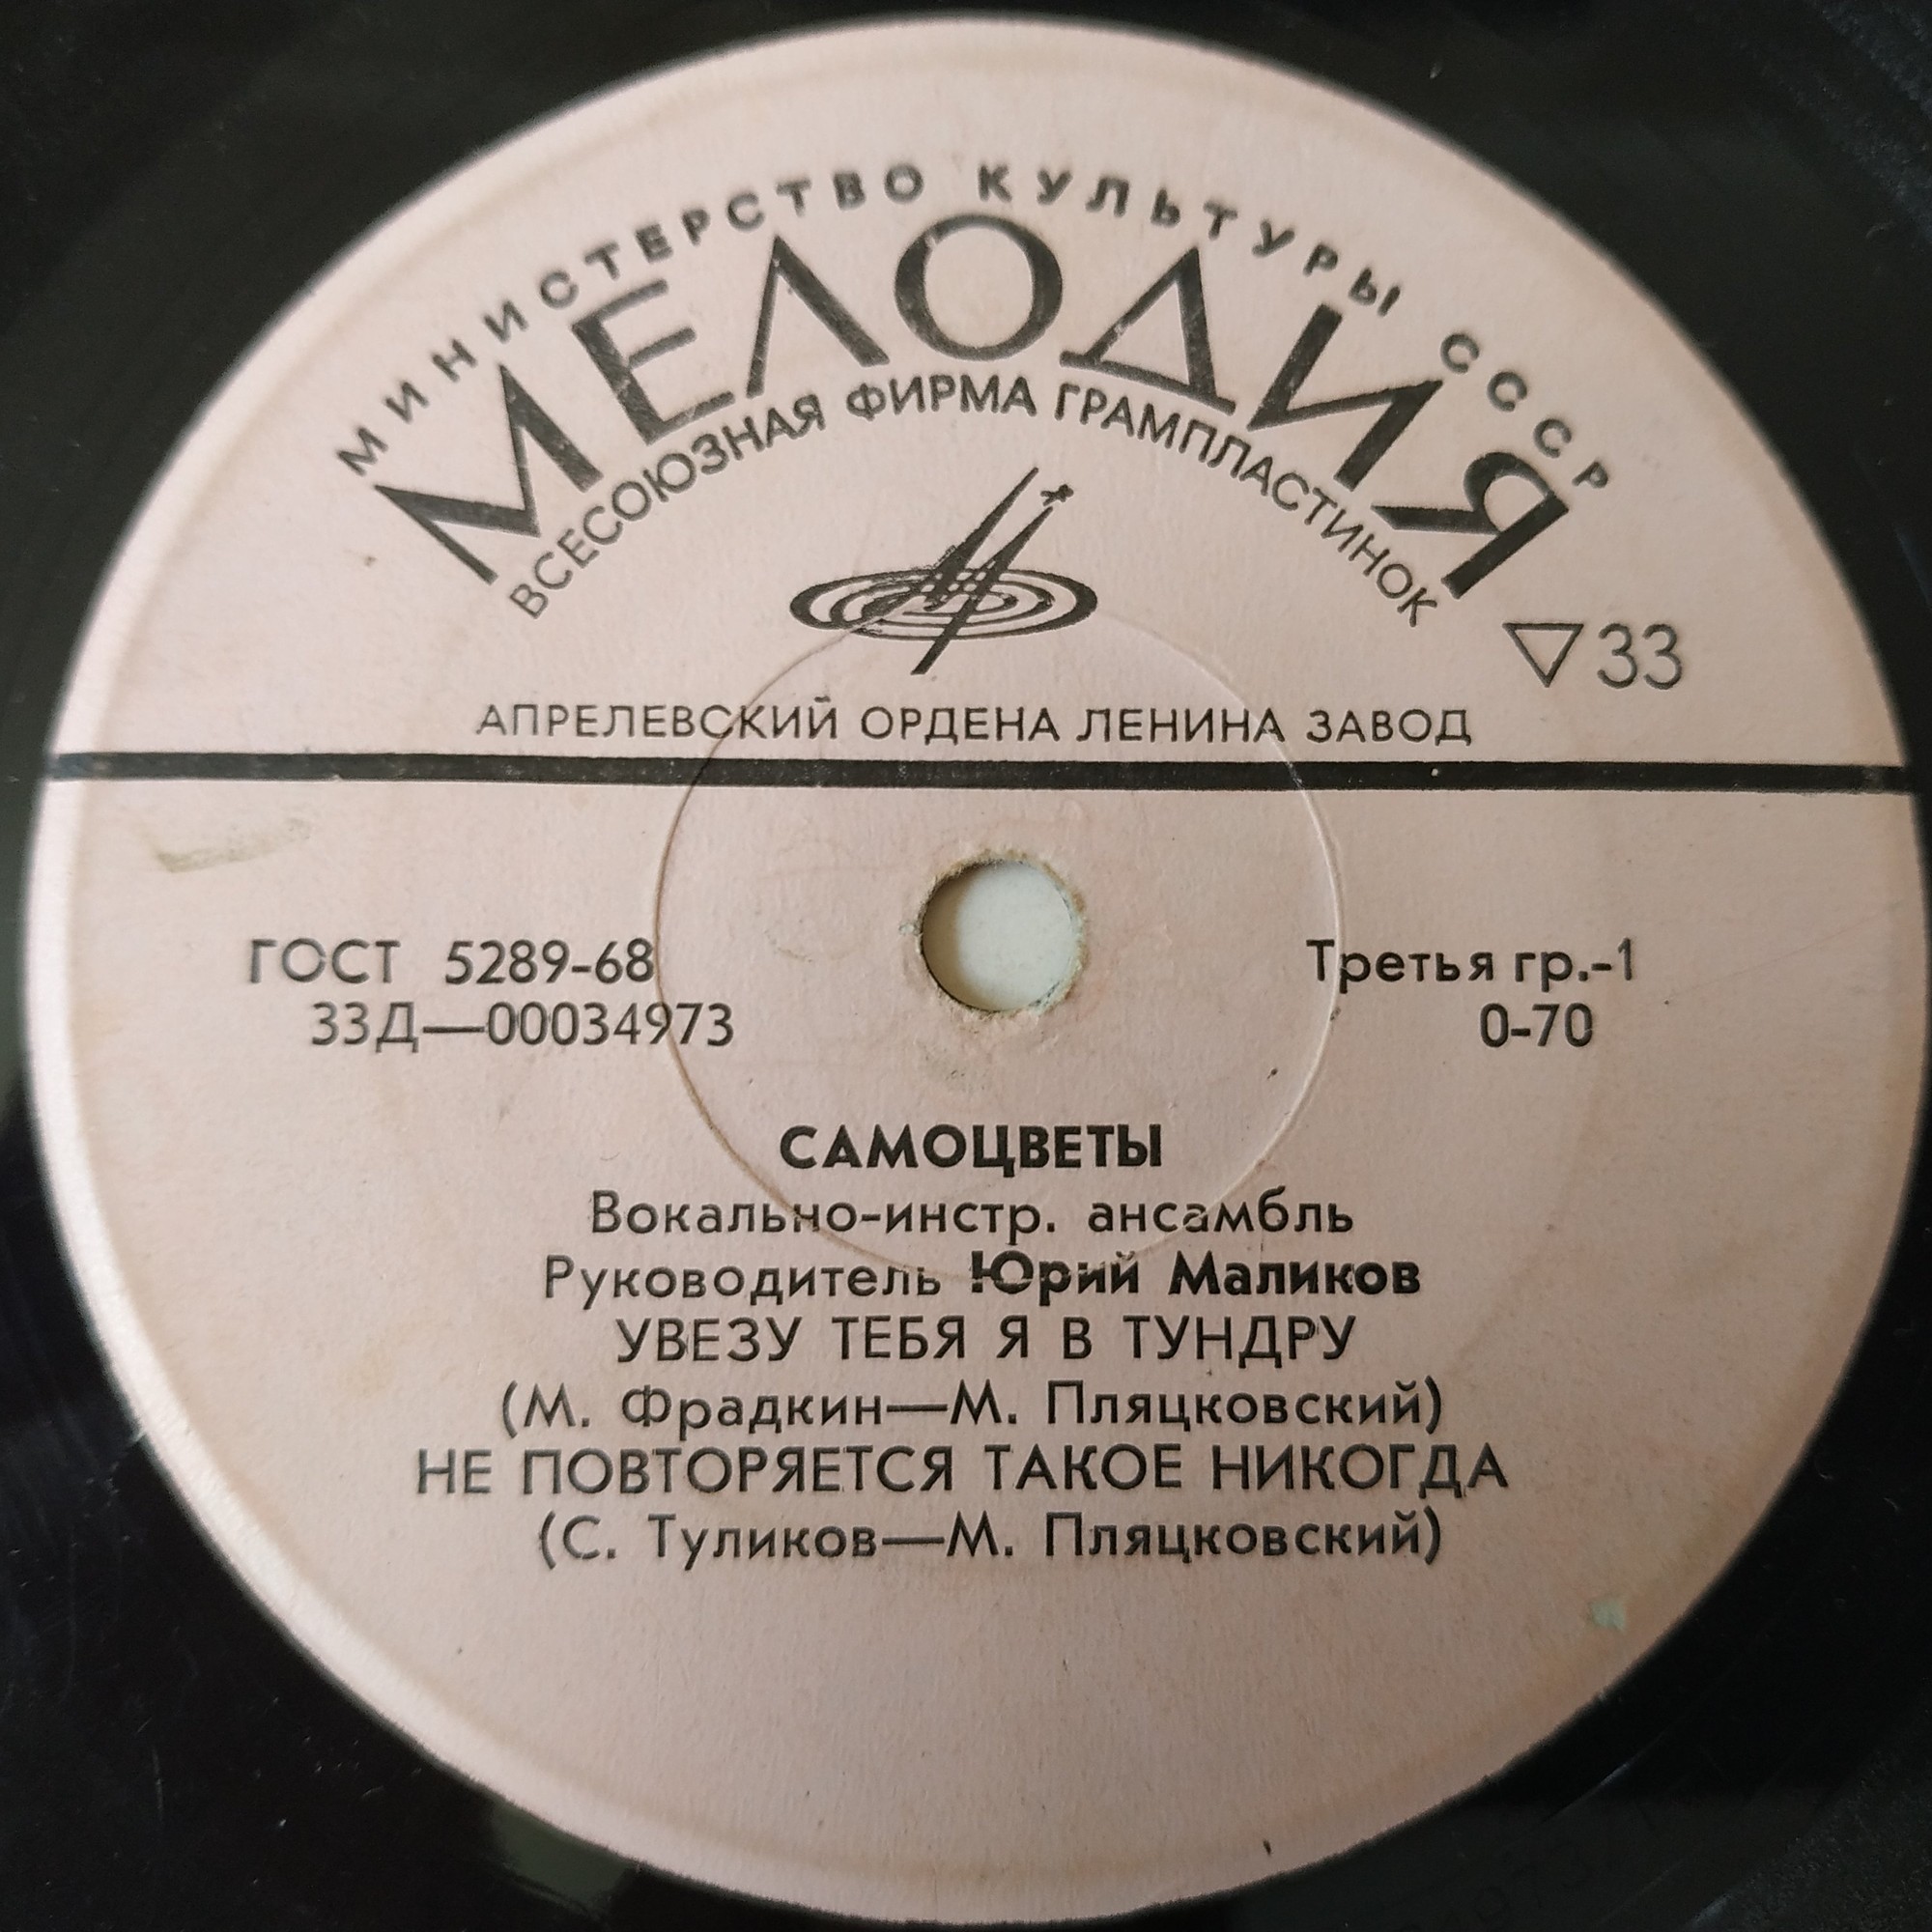 МИНИСТЕРСТВО КУЛЬТУРЫ СССР
МЕЛОДИЯ
ВСЕСОЮЗНАЯ ФИРМА ГРАМПЛАСТИНОК
▽33
АПРЕЛЕВСКИЙ ОРДЕНА ЛЕНИНА ЗАВОД
ГОСТ 5289-68
33Д—00034973
Третья гр.-1
0-70
САМОЦВЕТЫ
Вокально-инстр. ансамбль
Руководитель Юрий Маликов
УВЕЗУ ТЕБЯ Я В ТУНДРУ
(М. Фрадкин—М. Пляцковский)
НЕ ПОВТОРЯЕТСЯ ТАКОЕ НИКОГДА
(С. Туликов—М. Пляцковский)